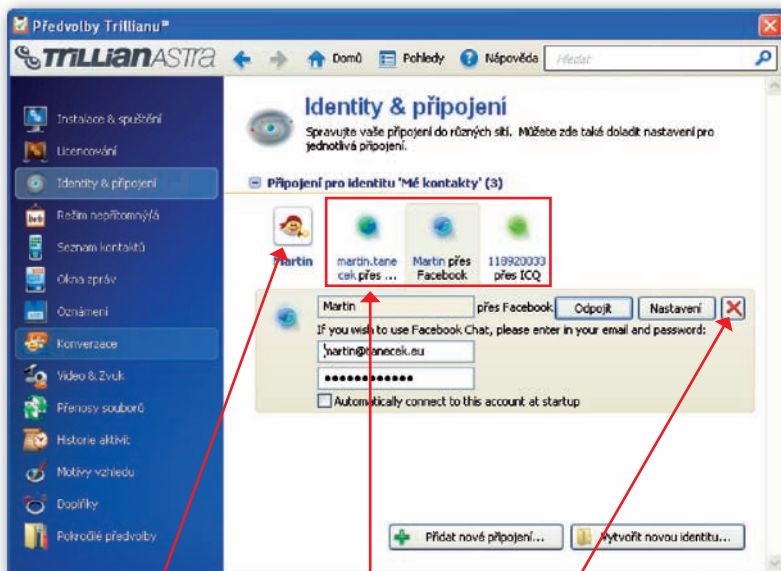 Předvolby Trillianu™
TRILLIAN ASTRA
Domů
Pohledy
Nápověda
Hledat
Instalace & spuštění
Licencování
Identity & připojení
Režim nepřítomný/á
Seznam kontaktů
Okna zpráv
Oznámení
Konverzace
Video & Zvuk
Přenosy souborů
Historie aktivit
Motivy vzhledu
Doplňky
Pokročilé předvolby
Identity & připojení
Spravujte vaše připojení do různých sítí. Můžete zde také doladit nastavení pro
jednotlivá připojení.
Připojení pro identitu 'Mé kontakty' (3)
Martin
martin.tane
cek přes ...
Martin přes
Facebook
118920033
přes ICQ
Martin
přes Facebook
Odpojit
Nastavení
If you wish to use Facebook Chat, please enter in your email and password:
martin@tanecek.eu
Automatically connect to this account at startup
Přidat nové připojení...
Vytvořit novou identitu...